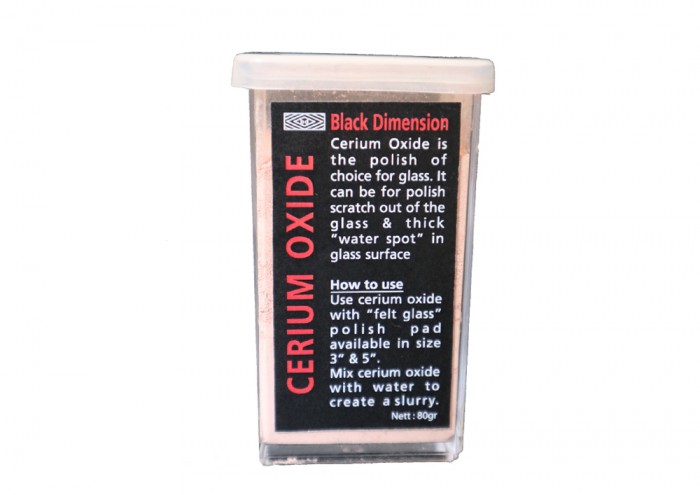 Black Dimension
CERIUM OXIDE
Cerium Oxide is
the polish of
choice for glass. It
can be for polish
scratch out of the
glass & thick
"water spot" in
glass surface
How to use
Use cerium oxide
with "felt glass"
polish pad
available in size
3" & 5".
Mix cerium oxide
with water to
create a slurry.
Nett : 80gr